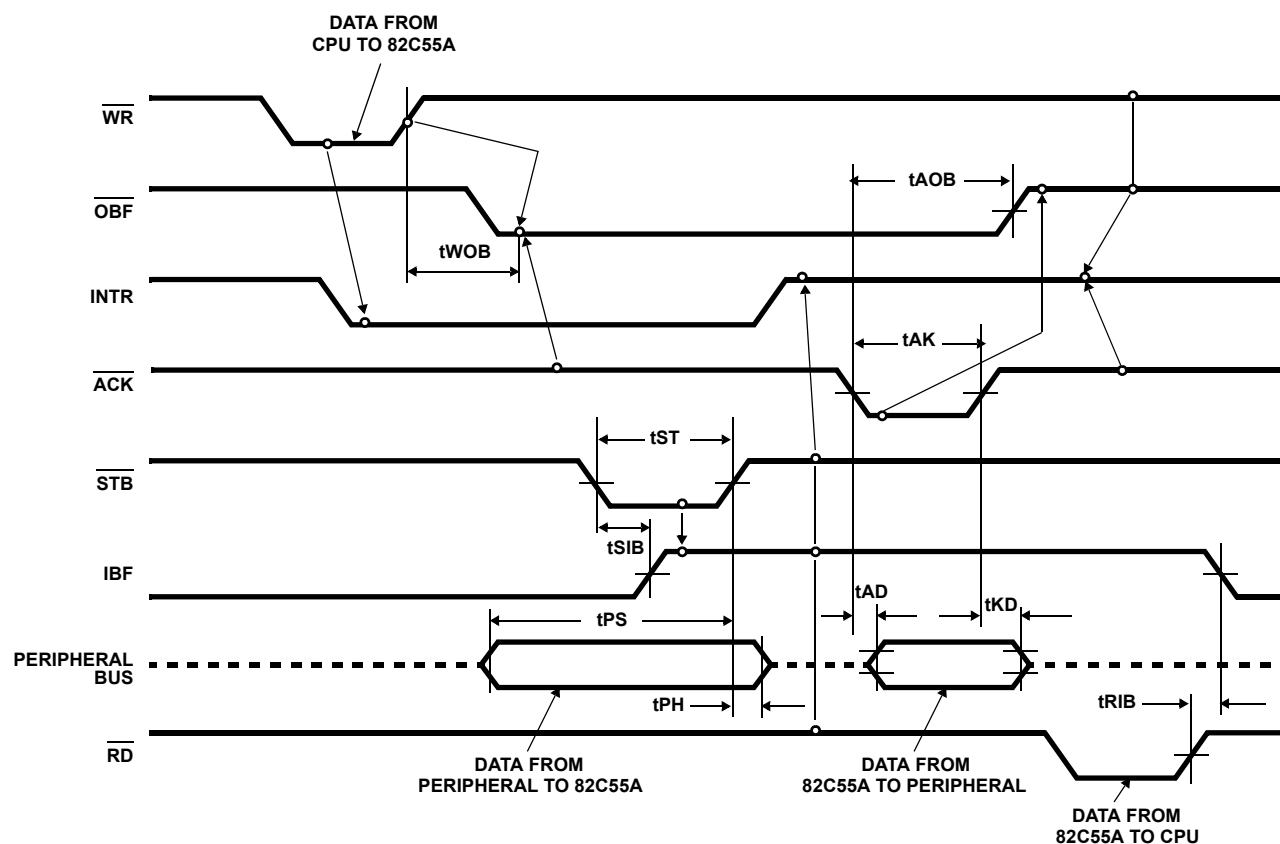 DATA FROM
CPU TO 82C55A
WR
OBF
tAOB
tWOB
INTR
tAK
ACK
tST
STB
tSIB
IBF
tAD
tKD
tPS
PERIPHERAL
BUS
tPH
tRIB
RD
DATA FROM
PERIPHERAL TO 82C55A
DATA FROM
82C55A TO PERIPHERAL
DATA FROM
82C55A TO CPU